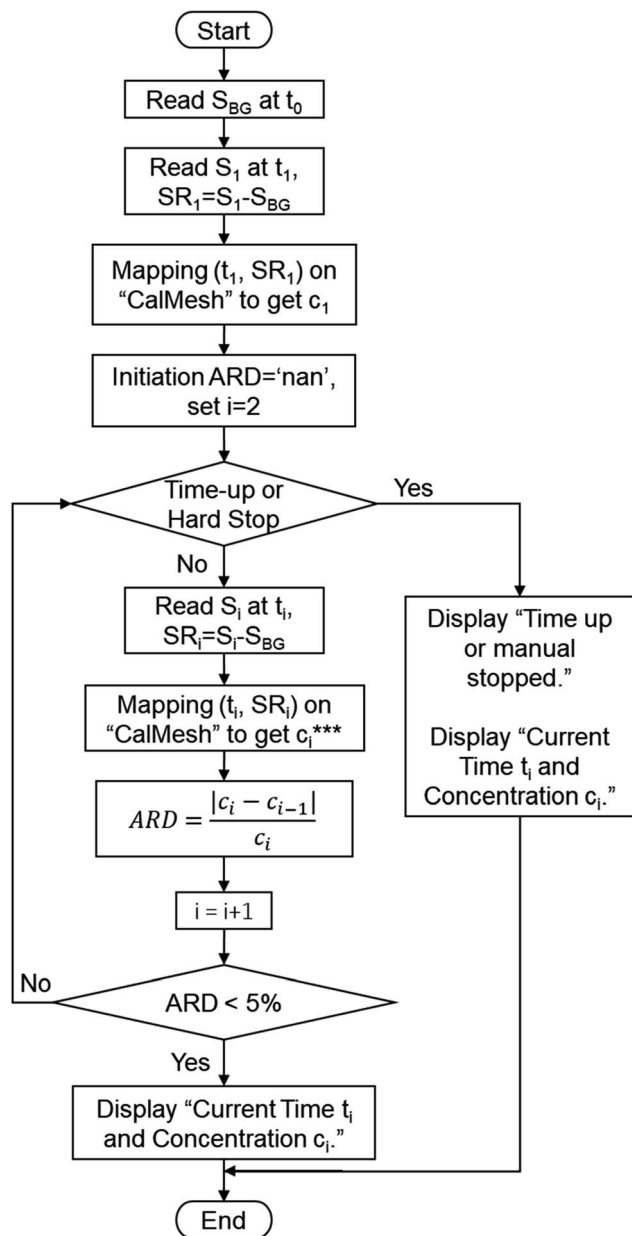 Start
Read S_BG at t_0
Read S_1 at t_1,
SR_1=S_1-S_BG
Mapping (t_1, SR_1) on
“CalMesh” to get c_1
Initiation ARD=‘nan’,
set i=2
Time-up or
Hard Stop
Yes
No
Read S_i at t_i,
SR_i=S_i-S_BG
Mapping (t_i, SR_i) on
“CalMesh” to get c_i***
ARD = |c_i − c_{i−1}| / c_i
i = i+1
ARD < 5%
No
Yes
Display “Current Time t_i
and Concentration c_i.”
Display “Time up
or manual
stopped.”
Display “Current
Time t_i and
Concentration c_i.”
End